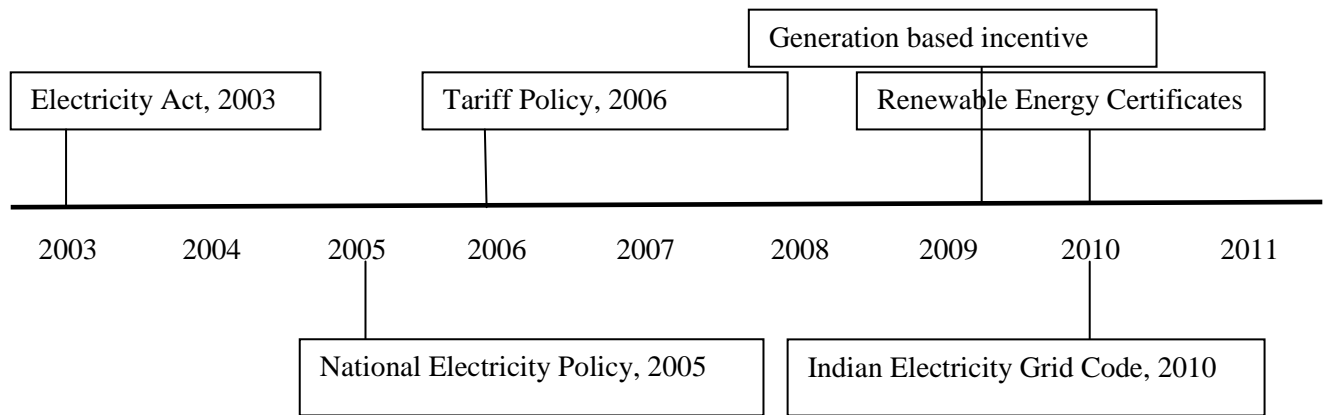 Generation based incentive
Electricity Act, 2003
Tariff Policy, 2006
Renewable Energy Certificates
2003 2004 2005 2006 2007 2008 2009 2010 2011
National Electricity Policy, 2005
Indian Electricity Grid Code, 2010